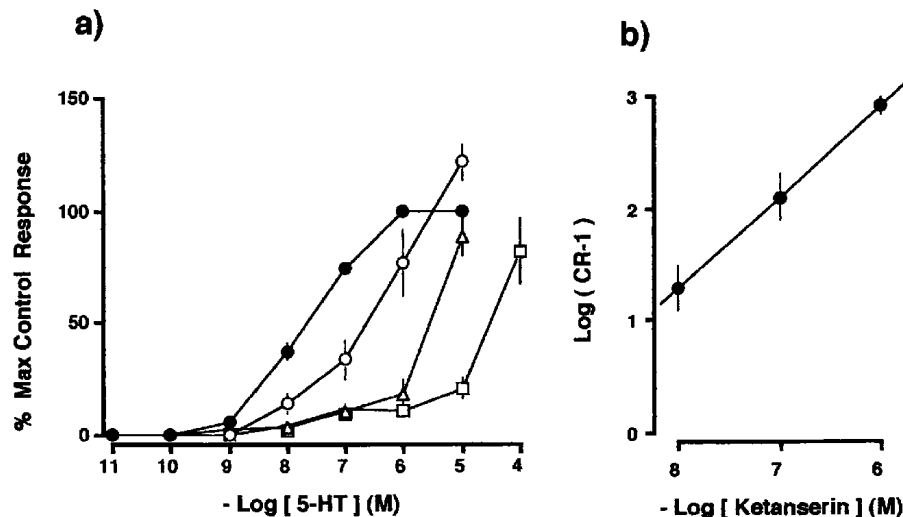 a)
150
100
50
0
% Max Control Response
11 10 9 8 7 6 5 4
- Log [ 5-HT ] (M)
b)
3
2
1
0
Log ( CR-1 )
8 7 6
- Log [ Ketanserin ] (M)